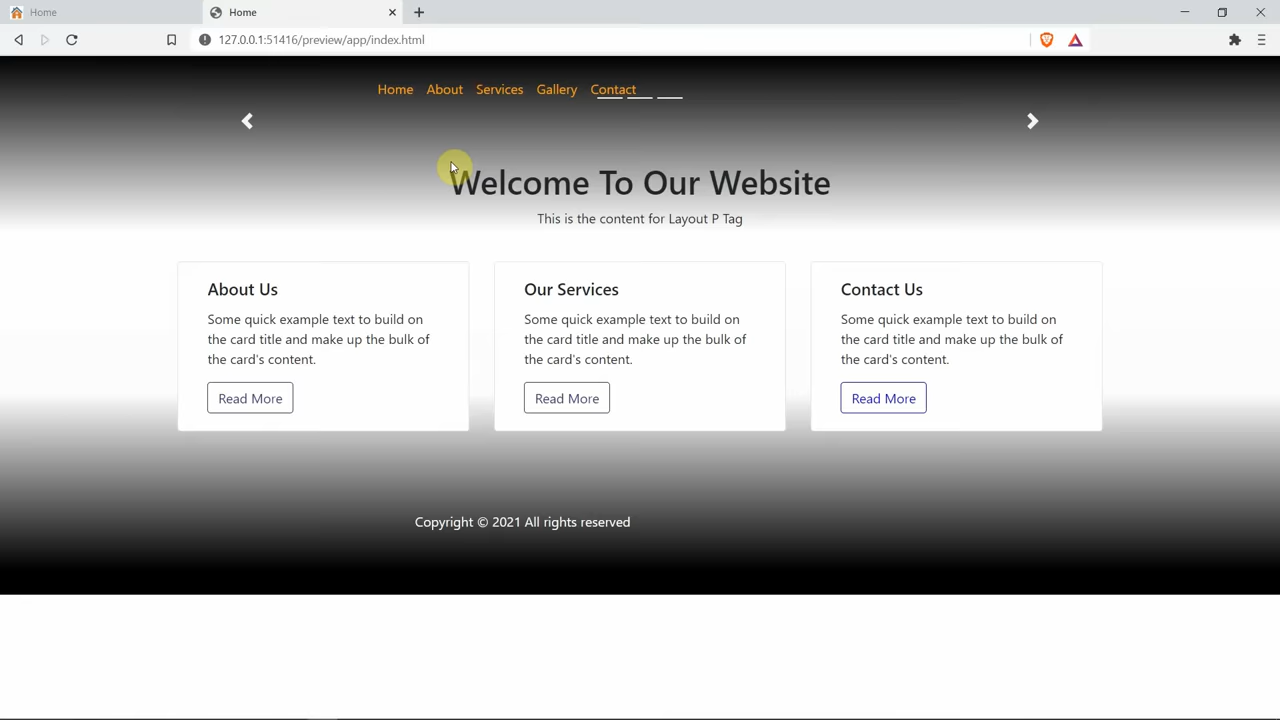 Home
Home
127.0.0.1:51416/preview/app/index.html
Home About Services Gallery Contact
Welcome To Our Website
This is the content for Layout P Tag
About Us
Some quick example text to build on
the card title and make up the bulk of
the card's content.
Read More
Our Services
Some quick example text to build on
the card title and make up the bulk of
the card's content.
Read More
Contact Us
Some quick example text to build on
the card title and make up the bulk of
the card's content.
Read More
Copyright © 2021 All rights reserved